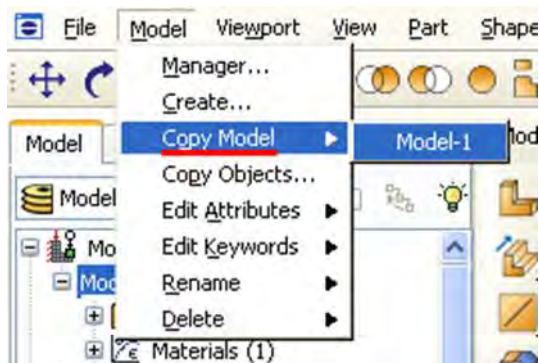 File Model Viewport View Part Shape
Manager...
Create...
Model Copy Model Model-1
Copy Objects...
Model
Edit Attributes
Edit Keywords
Rename
Delete
Materials (1)